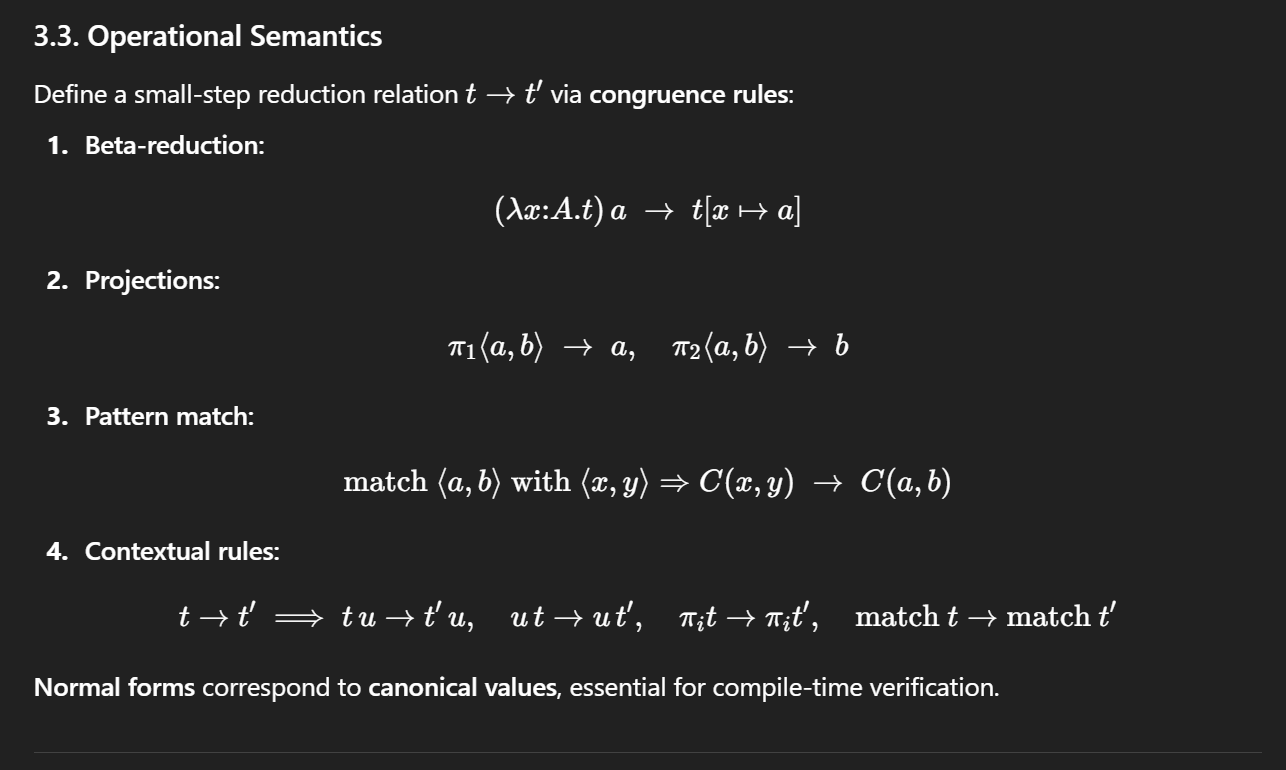 3.3. Operational Semantics
Define a small-step reduction relation t → t′ via congruence rules:
1. Beta-reduction:
(λx:A.t) a → t[x ↦ a]
2. Projections:
π₁⟨a, b⟩ → a, π₂⟨a, b⟩ → b
3. Pattern match:
match ⟨a, b⟩ with ⟨x, y⟩ ⇒ C(x, y) → C(a, b)
4. Contextual rules:
t → t′ ⟹ t u → t′ u, u t → u t′, πᵢt → πᵢt′, match t → match t′
Normal forms correspond to canonical values, essential for compile-time verification.